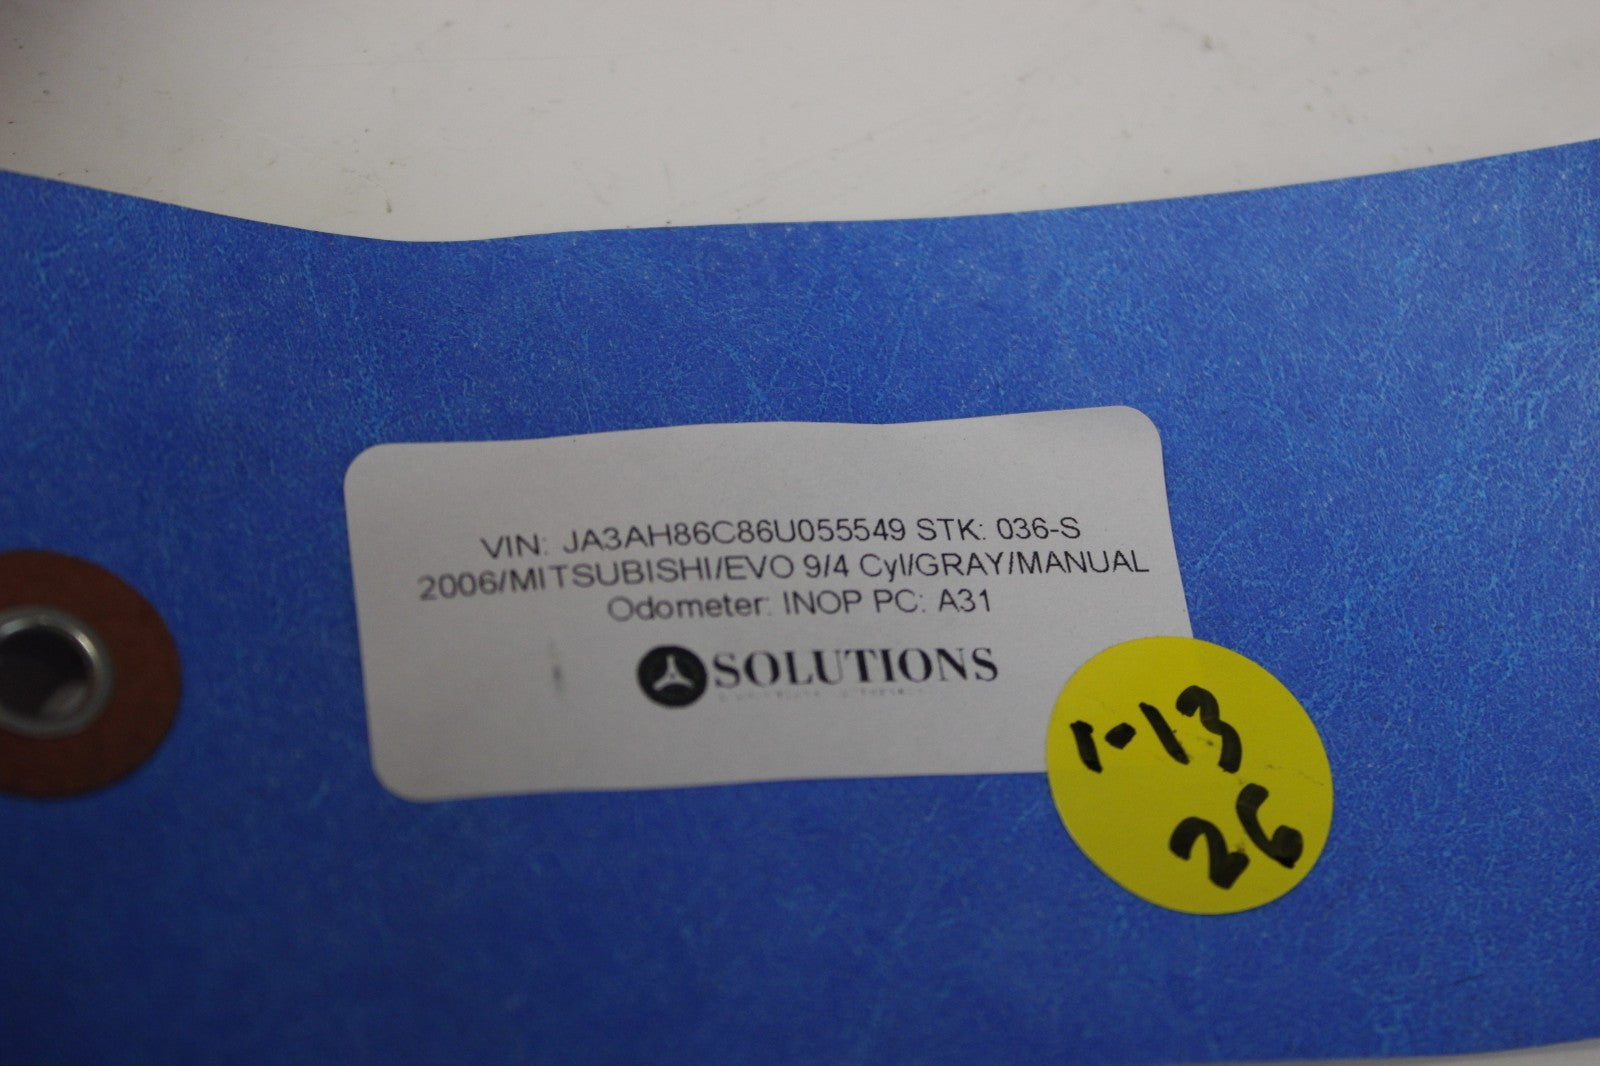 VIN: JA3AH86C86U055549 STK: 036-S
2006/MITSUBISHI/EVO 9/4 Cyl/GRAY/MANUAL
Odometer: INOP PC: A31
SOLUTIONS
1-13
26